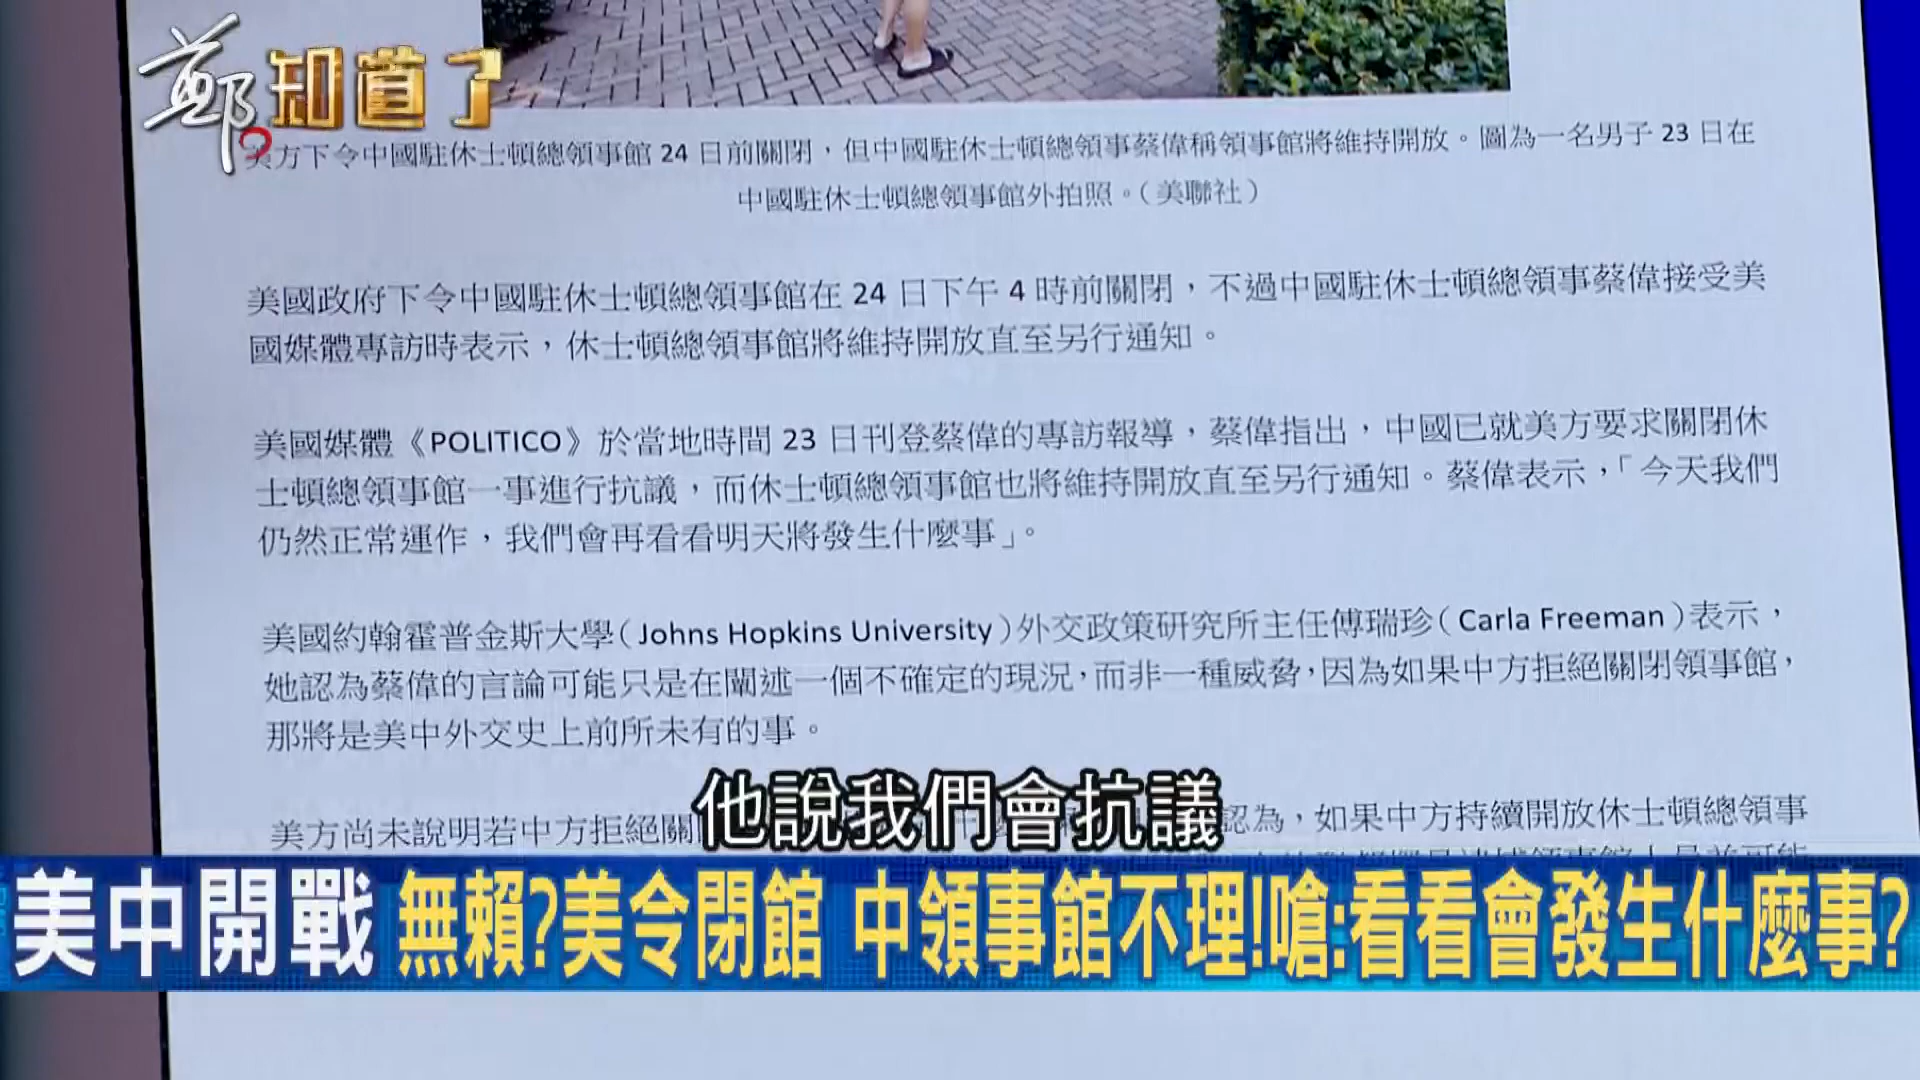 鄭知道了
美方下令中國駐休士頓總領事館 24 日前關閉，但中國駐休士頓總領事蔡偉稱領事館將維持開放。圖為一名男子 23 日在
中國駐休士頓總領事館外拍照。（美聯社）
美國政府下令中國駐休士頓總領事館在 24 日下午 4 時前關閉，不過中國駐休士頓總領事蔡偉接受美
國媒體專訪時表示，休士頓總領事館將維持開放直至另行通知。
美國媒體《POLITICO》於當地時間 23 日刊登蔡偉的專訪報導，蔡偉指出，中國已就美方要求關閉休
士頓總領事館一事進行抗議，而休士頓總領事館也將維持開放直至另行通知。蔡偉表示，「今天我們
仍然正常運作，我們會再看看明天將發生什麼事」。
美國約翰霍普金斯大學（Johns Hopkins University）外交政策研究所主任傅瑞珍（Carla Freeman）表示，
她認為蔡偉的言論可能只是在闡述一個不確定的現況，而非一種威脅，因為如果中方拒絕關閉領事館，
那將是美中外交史上前所未有的事。
美方尚未說明若中方拒絕關
認為，如果中方持續開放休士頓總領事
他說我們會抗議
美中開戰 無賴?美令閉館 中領事館不理!嗆:看看會發生什麼事?